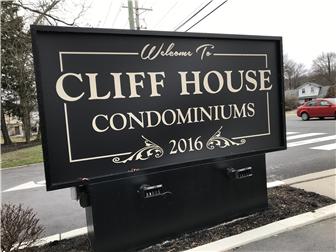 Welcome To
CLIFF HOUSE
CONDOMINIUMS
2016